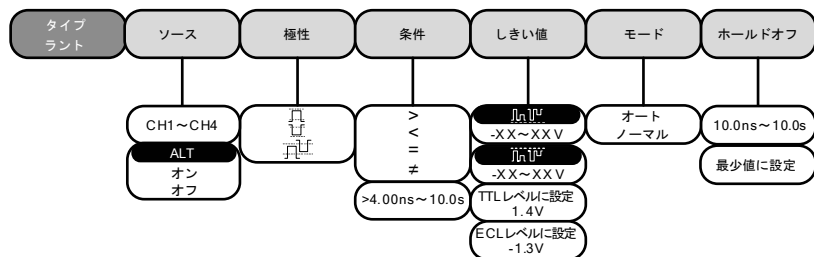 タイプ
ラント
ソース
極性
条件
しきい値
モード
ホールドオフ
CH1～CH4
ALT
オン
オフ
>
<
=
≠
>4.00ns～10.0s
-XX～XXV
-XX～XXV
TTLレベルに設定
1.4V
ECLレベルに設定
-1.3V
オート
ノーマル
10.0ns～10.0s
最少値に設定